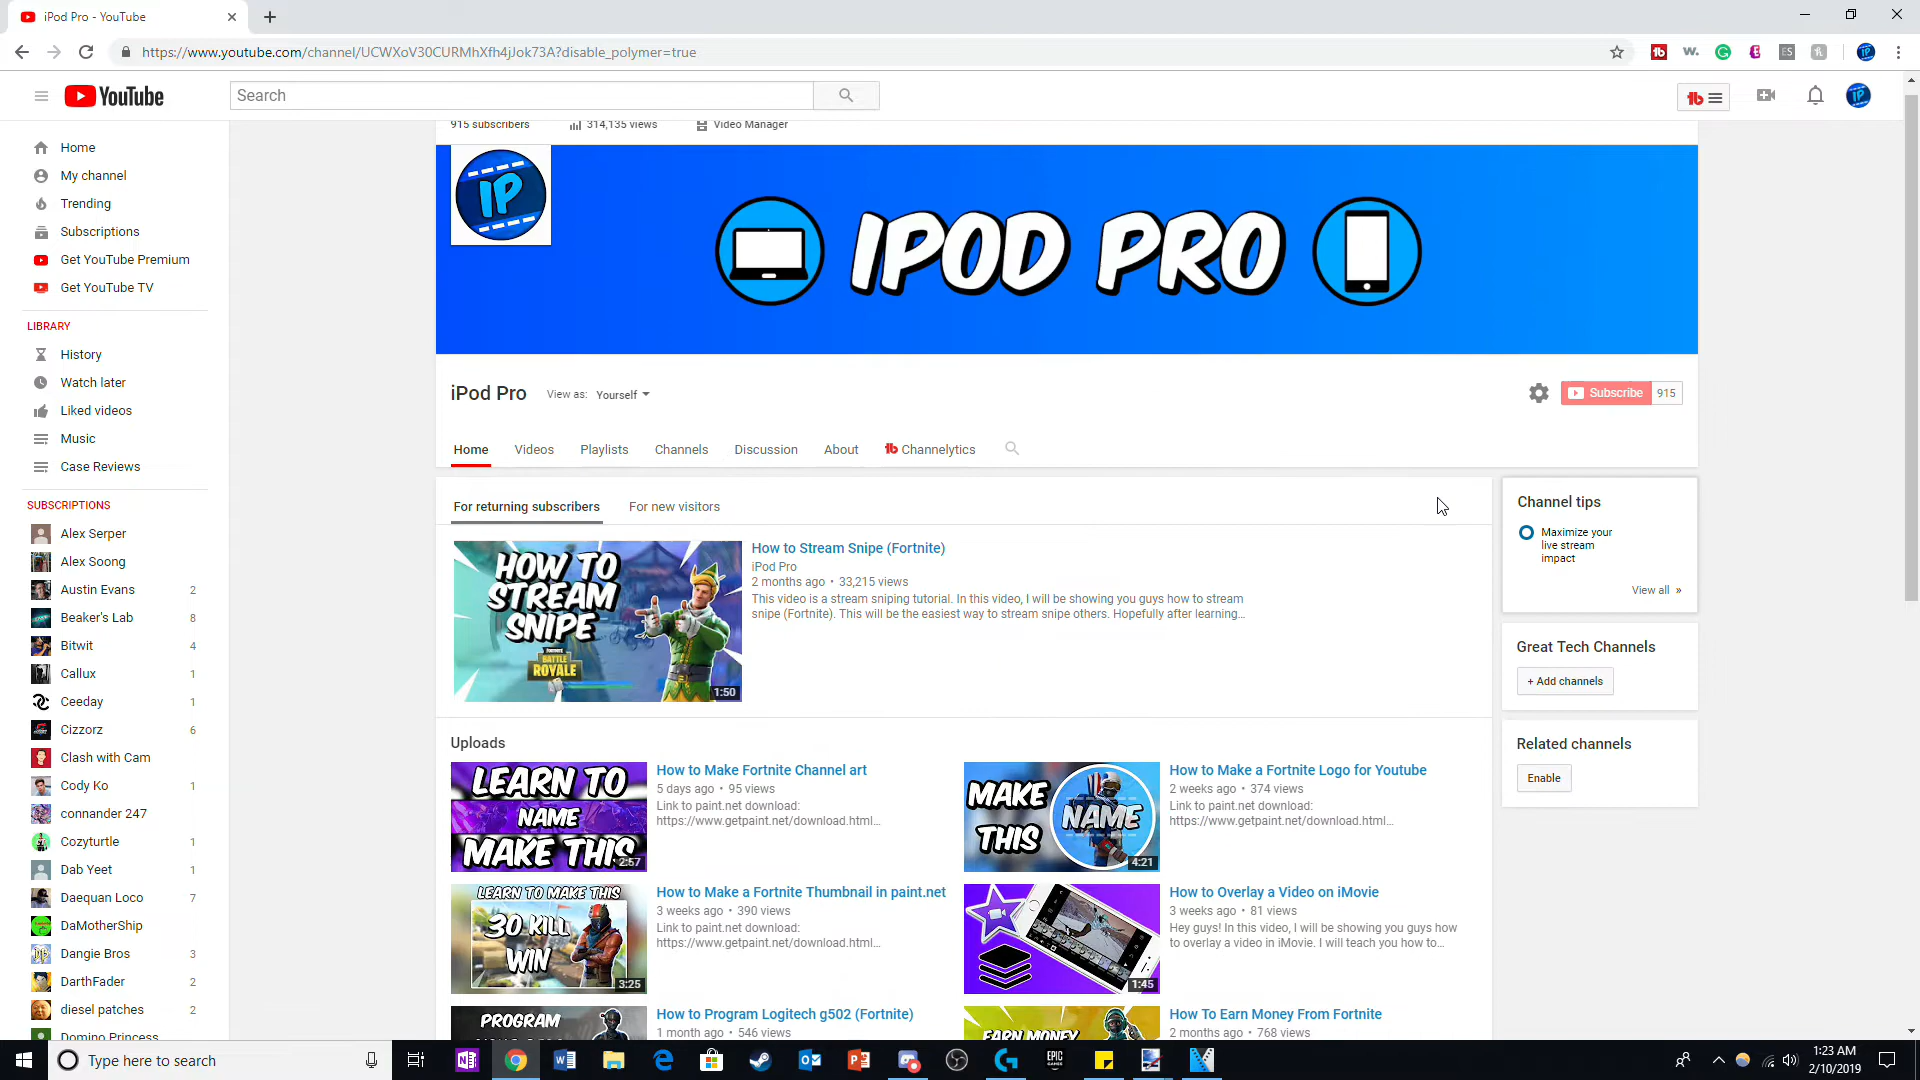 iPod Pro - YouTube
https://www.youtube.com/channel/UCWXoV30CURMhXfh4jJok73A?disable_polymer=true
YouTube
Search
915 subscribers
314,135 views
Video Manager
Home
My channel
Trending
Subscriptions
Get YouTube Premium
Get YouTube TV
LIBRARY
History
Watch later
Liked videos
Music
Case Reviews
SUBSCRIPTIONS
Alex Serper
Alex Soong
Austin Evans 2
Beaker's Lab 8
Bitwit 4
Callux 1
Ceeday 1
Cizzorz 6
Clash with Cam
Cody Ko 1
connander 247
Cozyturtle 1
Dab Yeet 1
Daequan Loco 7
DaMotherShip
Dangie Bros 3
DarthFader 2
diesel patches 2
Domino Princess
IP
IPOD PRO
iPod Pro
View as: Yourself
Subscribe 915
Home Videos Playlists Channels Discussion About Channelytics
For returning subscribers For new visitors
HOW TO
STREAM
SNIPE
FORTNITE
BATTLE
ROYALE
1:50
How to Stream Snipe (Fortnite)
iPod Pro
2 months ago • 33,215 views
This video is a stream sniping tutorial. In this video, I will be showing you guys how to stream
snipe (Fortnite). This will be the easiest way to stream snipe others. Hopefully after learning...
Uploads
LEARN TO
NAME
MAKE THIS
2:57
How to Make Fortnite Channel art
5 days ago • 95 views
Link to paint.net download:
https://www.getpaint.net/download.html...
MAKE
THIS
NAME
4:21
How to Make a Fortnite Logo for Youtube
2 weeks ago • 374 views
Link to paint.net download:
https://www.getpaint.net/download.html...
LEARN TO MAKE THIS
30 KILL
WIN
3:25
How to Make a Fortnite Thumbnail in paint.net
3 weeks ago • 390 views
Link to paint.net download:
https://www.getpaint.net/download.html...
1:45
How to Overlay a Video on iMovie
3 weeks ago • 81 views
Hey guys! In this video, I will be showing you guys how
to overlay a video in iMovie. I will teach you how to...
PROGRAM
How to Program Logitech g502 (Fortnite)
1 month ago • 546 views
EARN MONEY
How To Earn Money From Fortnite
2 months ago • 768 views
Channel tips
Maximize your
live stream
impact
View all »
Great Tech Channels
+ Add channels
Related channels
Enable
Type here to search
1:23 AM
2/10/2019